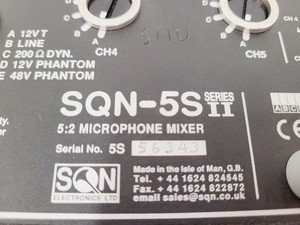 A 12V T
B LINE
C 200Ω DYN.
D 12V PHANTOM
E 48V PHANTOM
A
CH4
A
CH5
SQN-5S SERIES II
5:2 MICROPHONE MIXER
Serial No. 5S 56343
SQN
ELECTRONICS LTD
Made in the Isle of Man, G.B.
Tel. +44 1624 824545
Fax. +44 1624 822872
email sales@sqn.co.uk
ABC